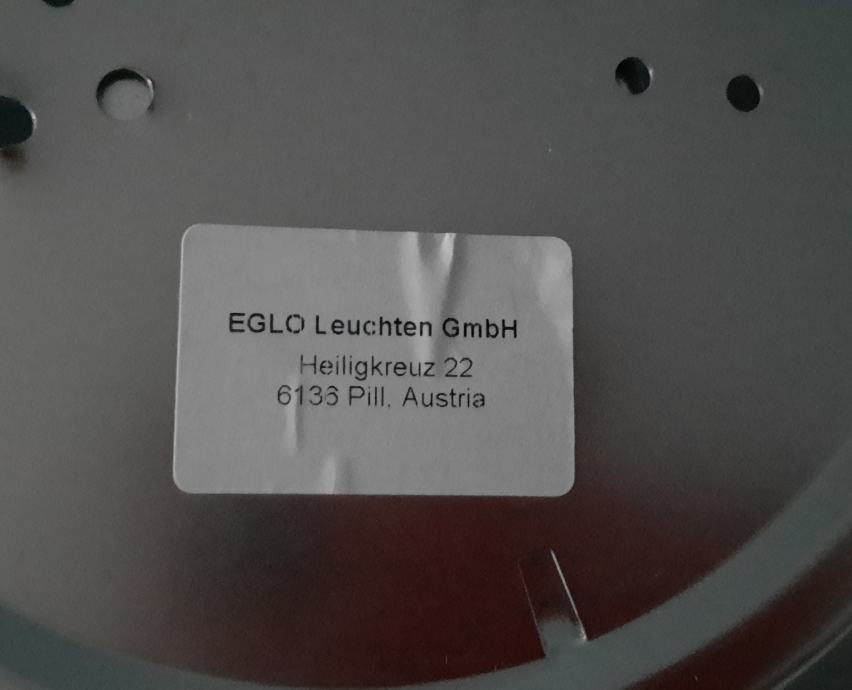 EGLO Leuchten GmbH
Heiligkreuz 22
6136 Pill, Austria